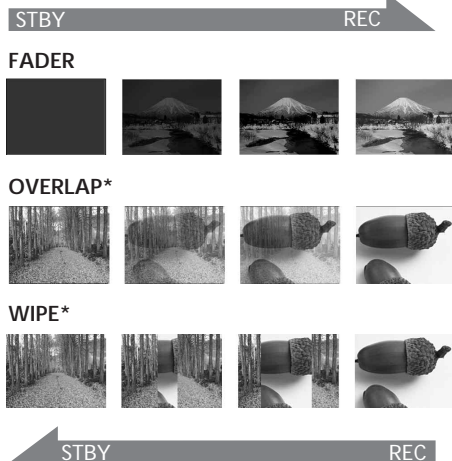 STBY REC
FADER
OVERLAP*
WIPE*
STBY REC